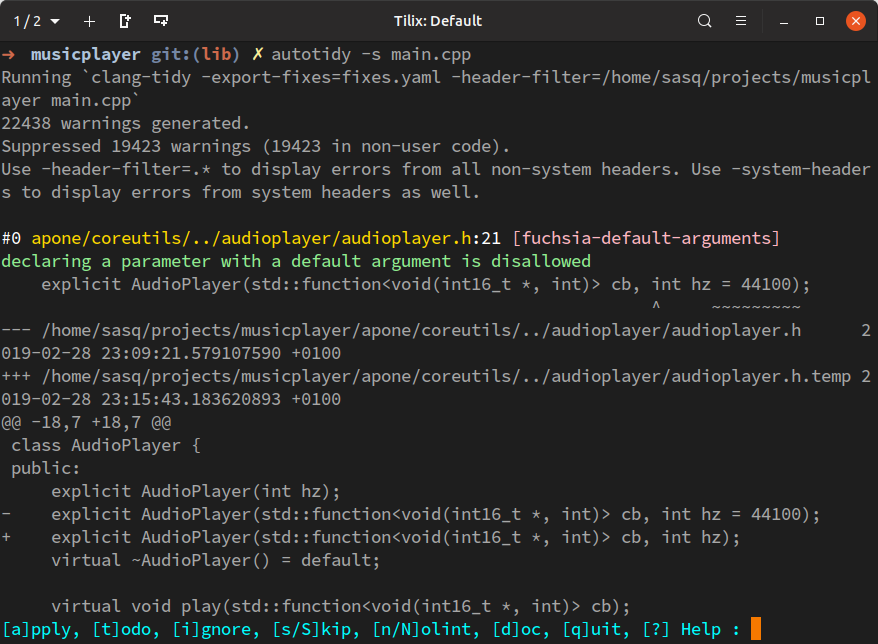 1 / 2
Tilix: Default
→ musicplayer git:(lib) ✗ autotidy -s main.cpp
Running `clang-tidy -export-fixes=fixes.yaml -header-filter=/home/sasq/projects/musicpl
ayer main.cpp`
22438 warnings generated.
Suppressed 19423 warnings (19423 in non-user code).
Use -header-filter=.* to display errors from all non-system headers. Use -system-header
s to display errors from system headers as well.
#0 apone/coreutils/../audioplayer/audioplayer.h:21 [fuchsia-default-arguments]
declaring a parameter with a default argument is disallowed
    explicit AudioPlayer(std::function<void(int16_t *, int)> cb, int hz = 44100);
                                                                 ^     ~~~~~~~~~
--- /home/sasq/projects/musicplayer/apone/coreutils/../audioplayer/audioplayer.h      2
019-02-28 23:09:21.579107590 +0100
+++ /home/sasq/projects/musicplayer/apone/coreutils/../audioplayer/audioplayer.h.temp 2
019-02-28 23:15:43.183620893 +0100
@@ -18,7 +18,7 @@
 class AudioPlayer {
 public:
     explicit AudioPlayer(int hz);
-    explicit AudioPlayer(std::function<void(int16_t *, int)> cb, int hz = 44100);
+    explicit AudioPlayer(std::function<void(int16_t *, int)> cb, int hz);
     virtual ~AudioPlayer() = default;
     virtual void play(std::function<void(int16_t *, int)> cb);
[a]pply, [t]odo, [i]gnore, [s/S]kip, [n/N]olint, [d]oc, [q]uit, [?] Help :